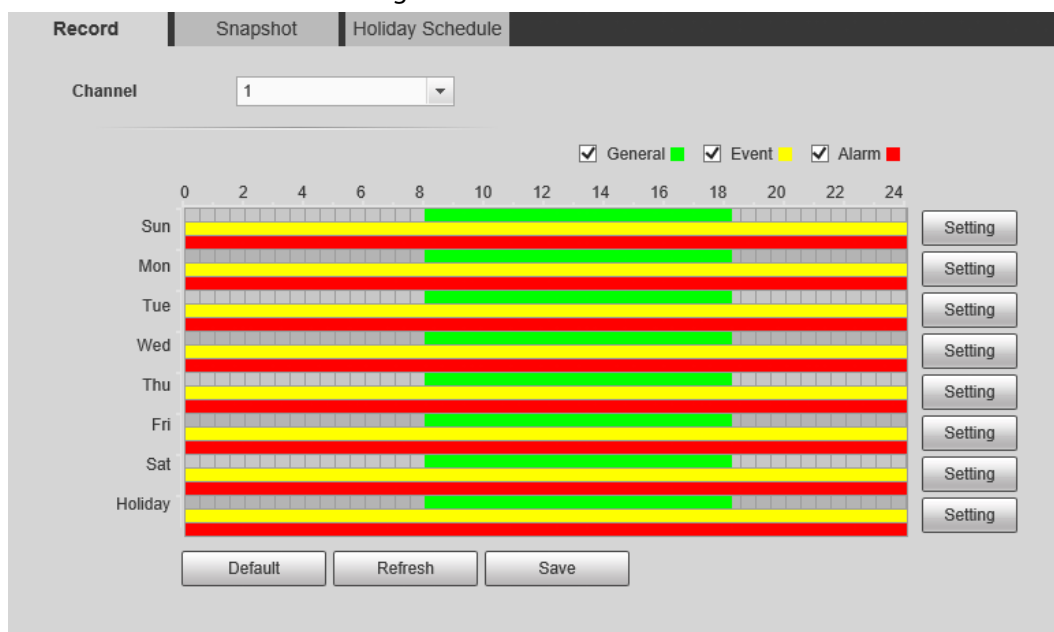 Record Snapshot Holiday Schedule
Channel 1
General Event Alarm
0 2 4 6 8 10 12 14 16 18 20 22 24
Sun Setting
Mon Setting
Tue Setting
Wed Setting
Thu Setting
Fri Setting
Sat Setting
Holiday Setting
Default Refresh Save